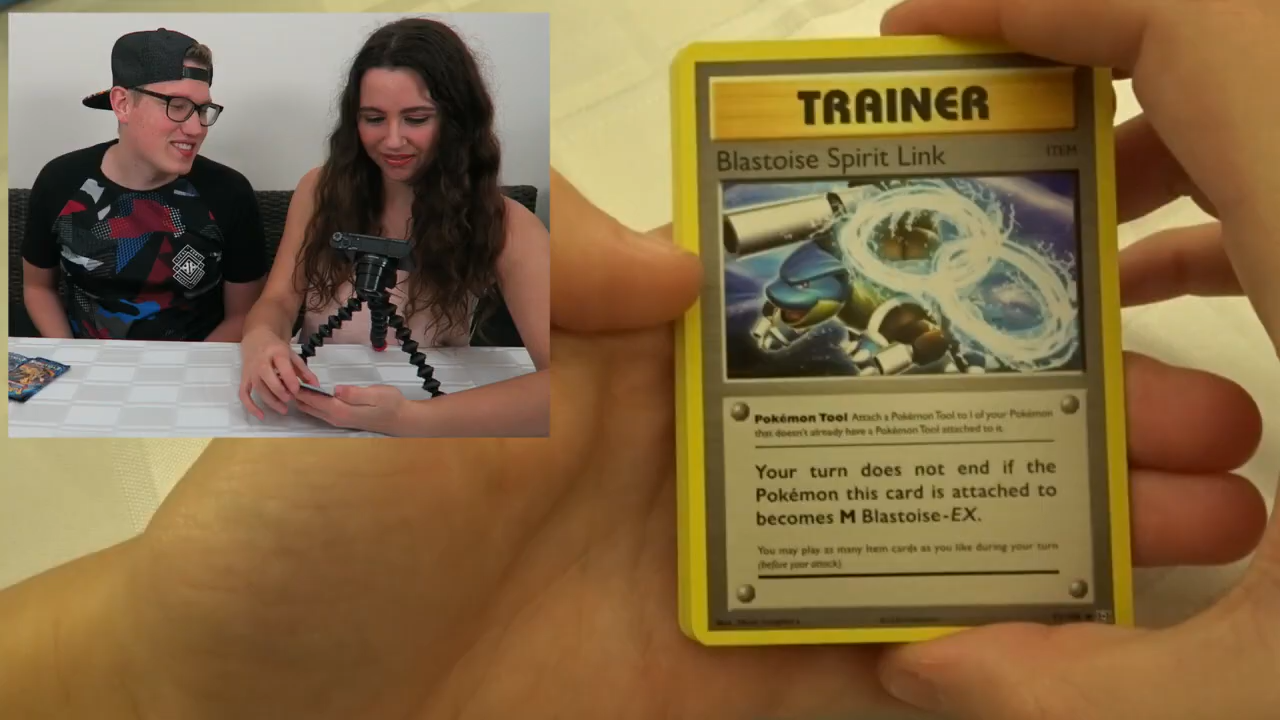 TRAINER
Blastoise Spirit Link ITEM
Pokémon Tool Attach a Pokémon Tool to 1 of your Pokémon
that doesn't already have a Pokémon Tool attached to it.
Your turn does not end if the
Pokémon this card is attached to
becomes M Blastoise-EX.
You may play as many Item cards as you like during your turn
(before your attack).